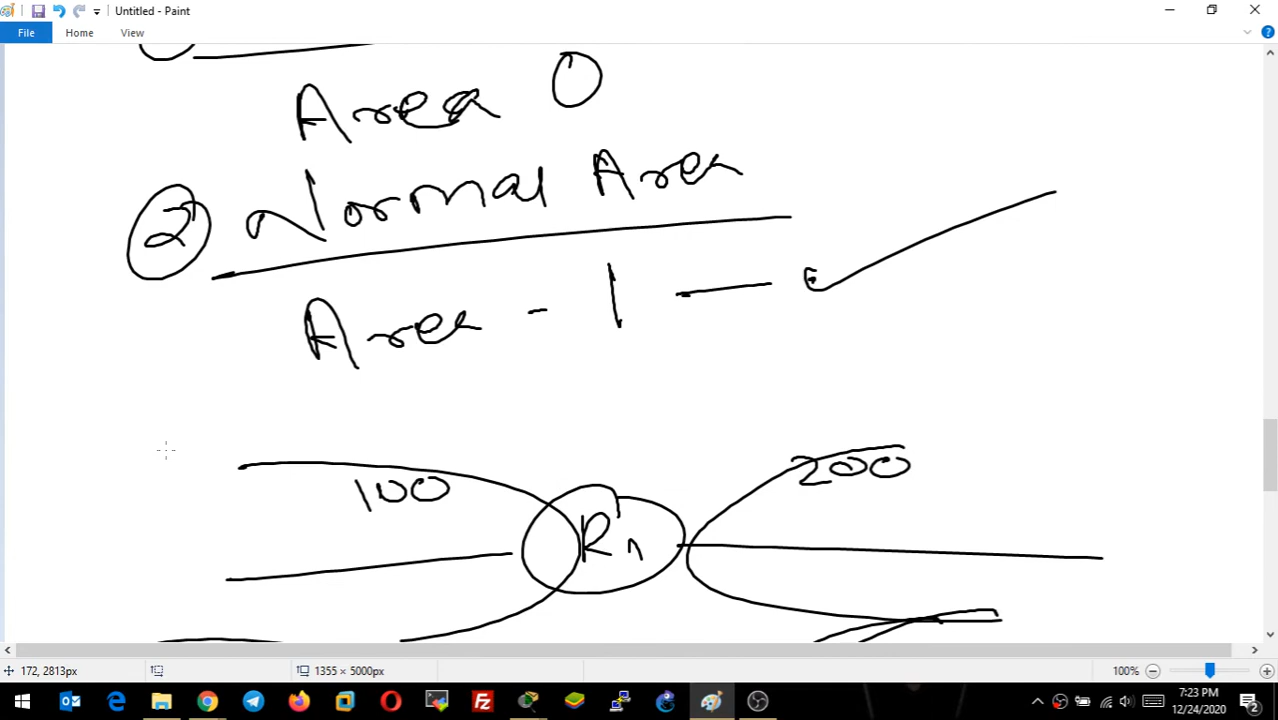 Untitled - Paint
File Home View
Area 0
2 Normal Area
Area - 1
100
200
R1
172, 2813px
1355 × 5000px
100%
7:23 PM
12/24/2020
2